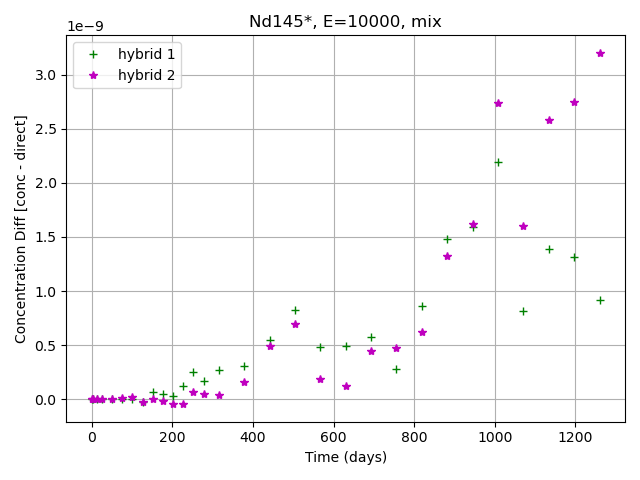 Nd145*, E=10000, mix
1e−9
hybrid 1
hybrid 2
3.0
2.5
2.0
1.5
1.0
0.5
0.0
Concentration Diff [conc - direct]
0 200 400 600 800 1000 1200
Time (days)